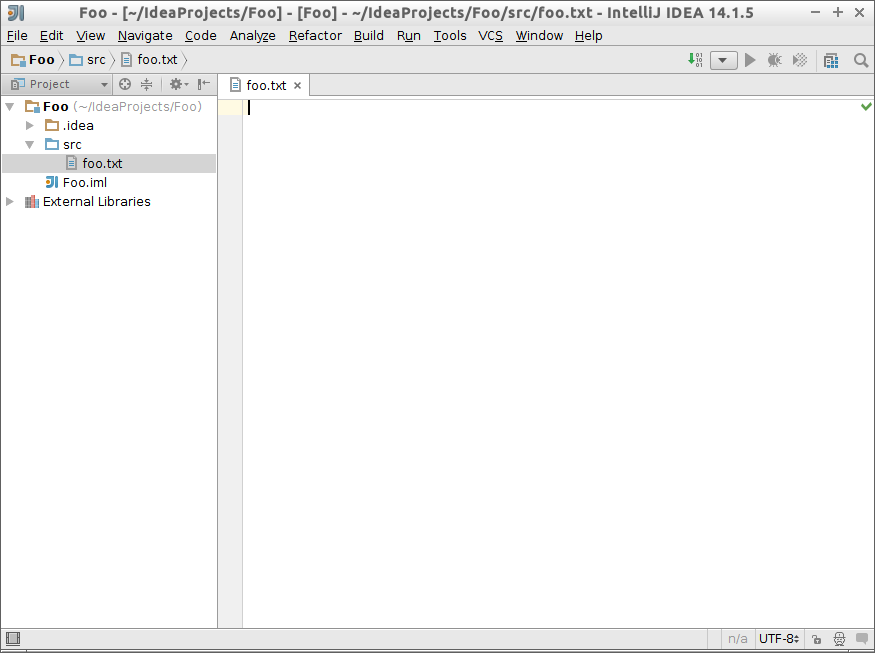 Foo - [~/IdeaProjects/Foo] - [Foo] - ~/IdeaProjects/Foo/src/foo.txt - IntelliJ IDEA 14.1.5
File Edit View Navigate Code Analyze Refactor Build Run Tools VCS Window Help
Foo src foo.txt
Project
foo.txt
Foo (~/IdeaProjects/Foo)
.idea
src
foo.txt
Foo.iml
External Libraries
n/a UTF-8